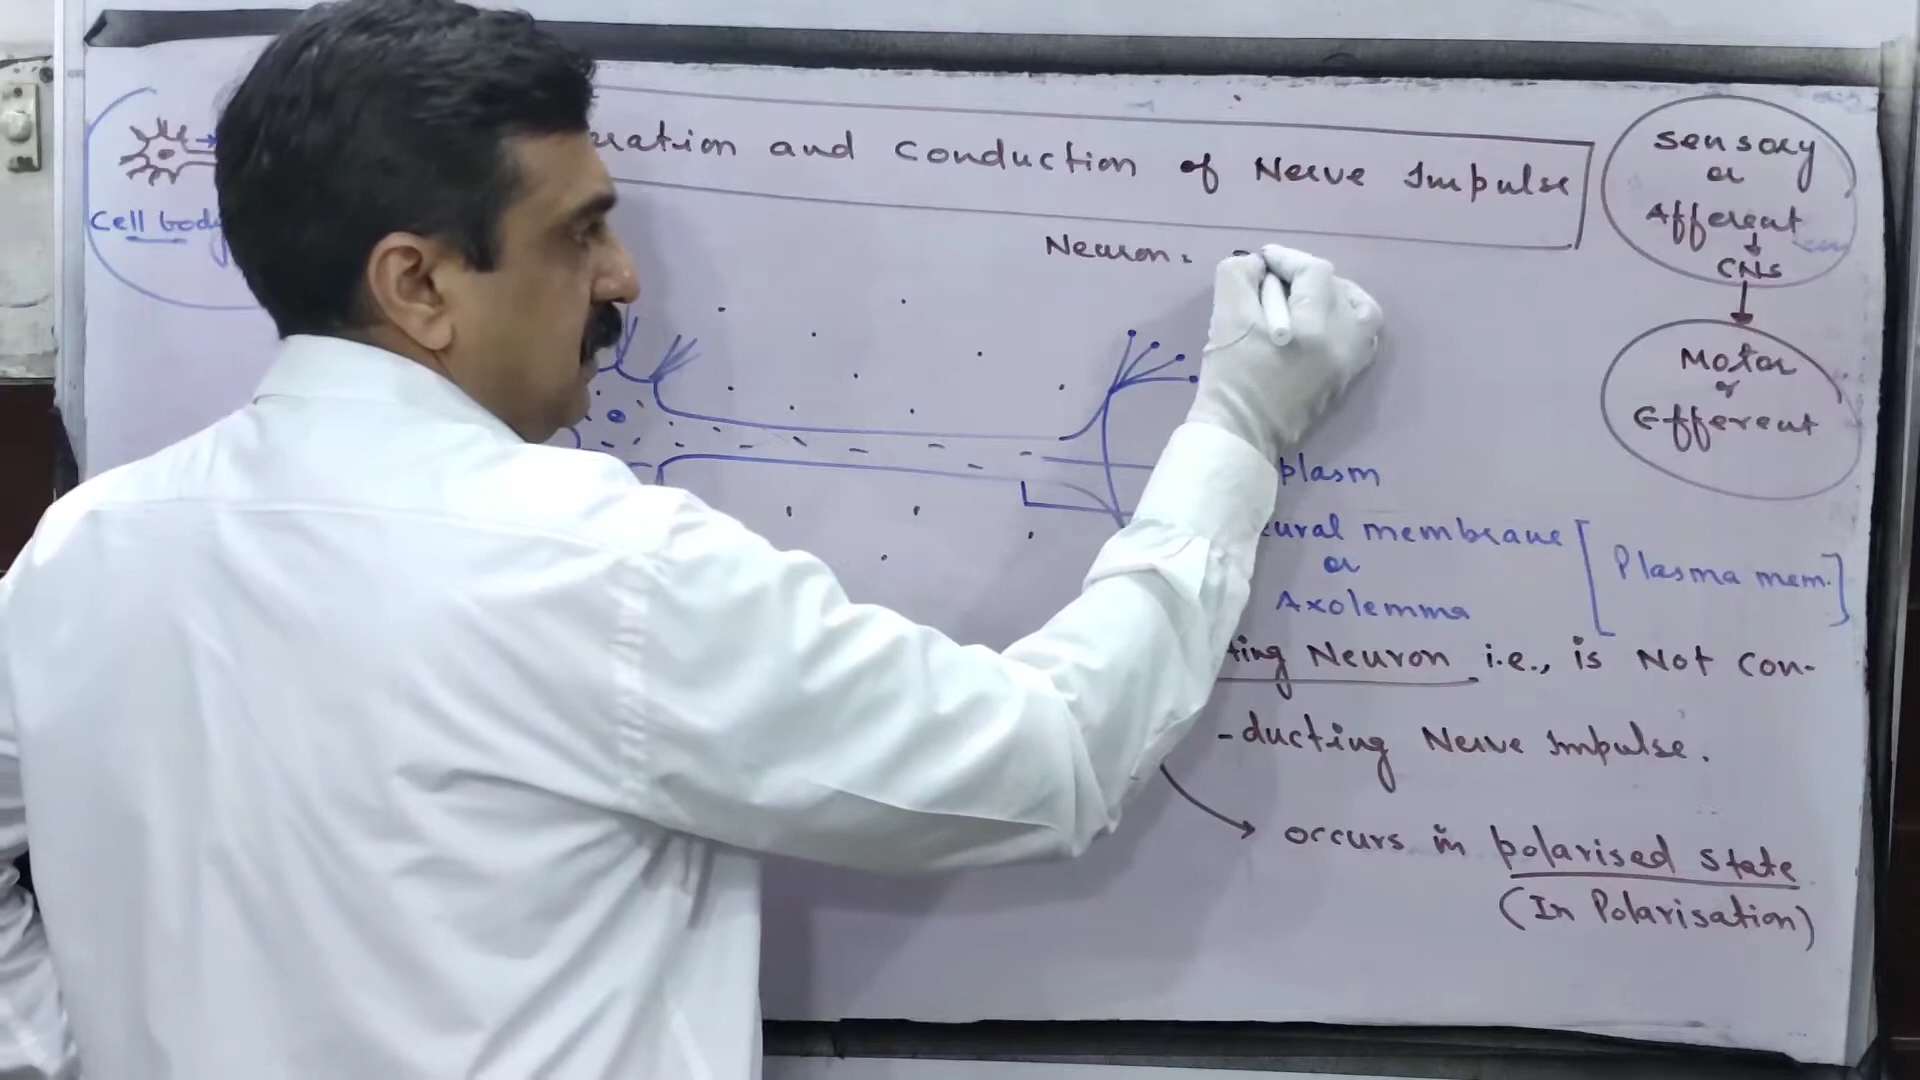 and conduction of Nerve Impulse
Cell body
Neuron
Sensory
or
Afferent
↓
CNS
↓
Motor
or
Efferent
plasm
ural membrane [Plasma mem.]
or
Axolemma
ting Neuron i.e., is Not con-
-ducting Nerve Impulse.
→ occurs in polarised state
(In Polarisation)